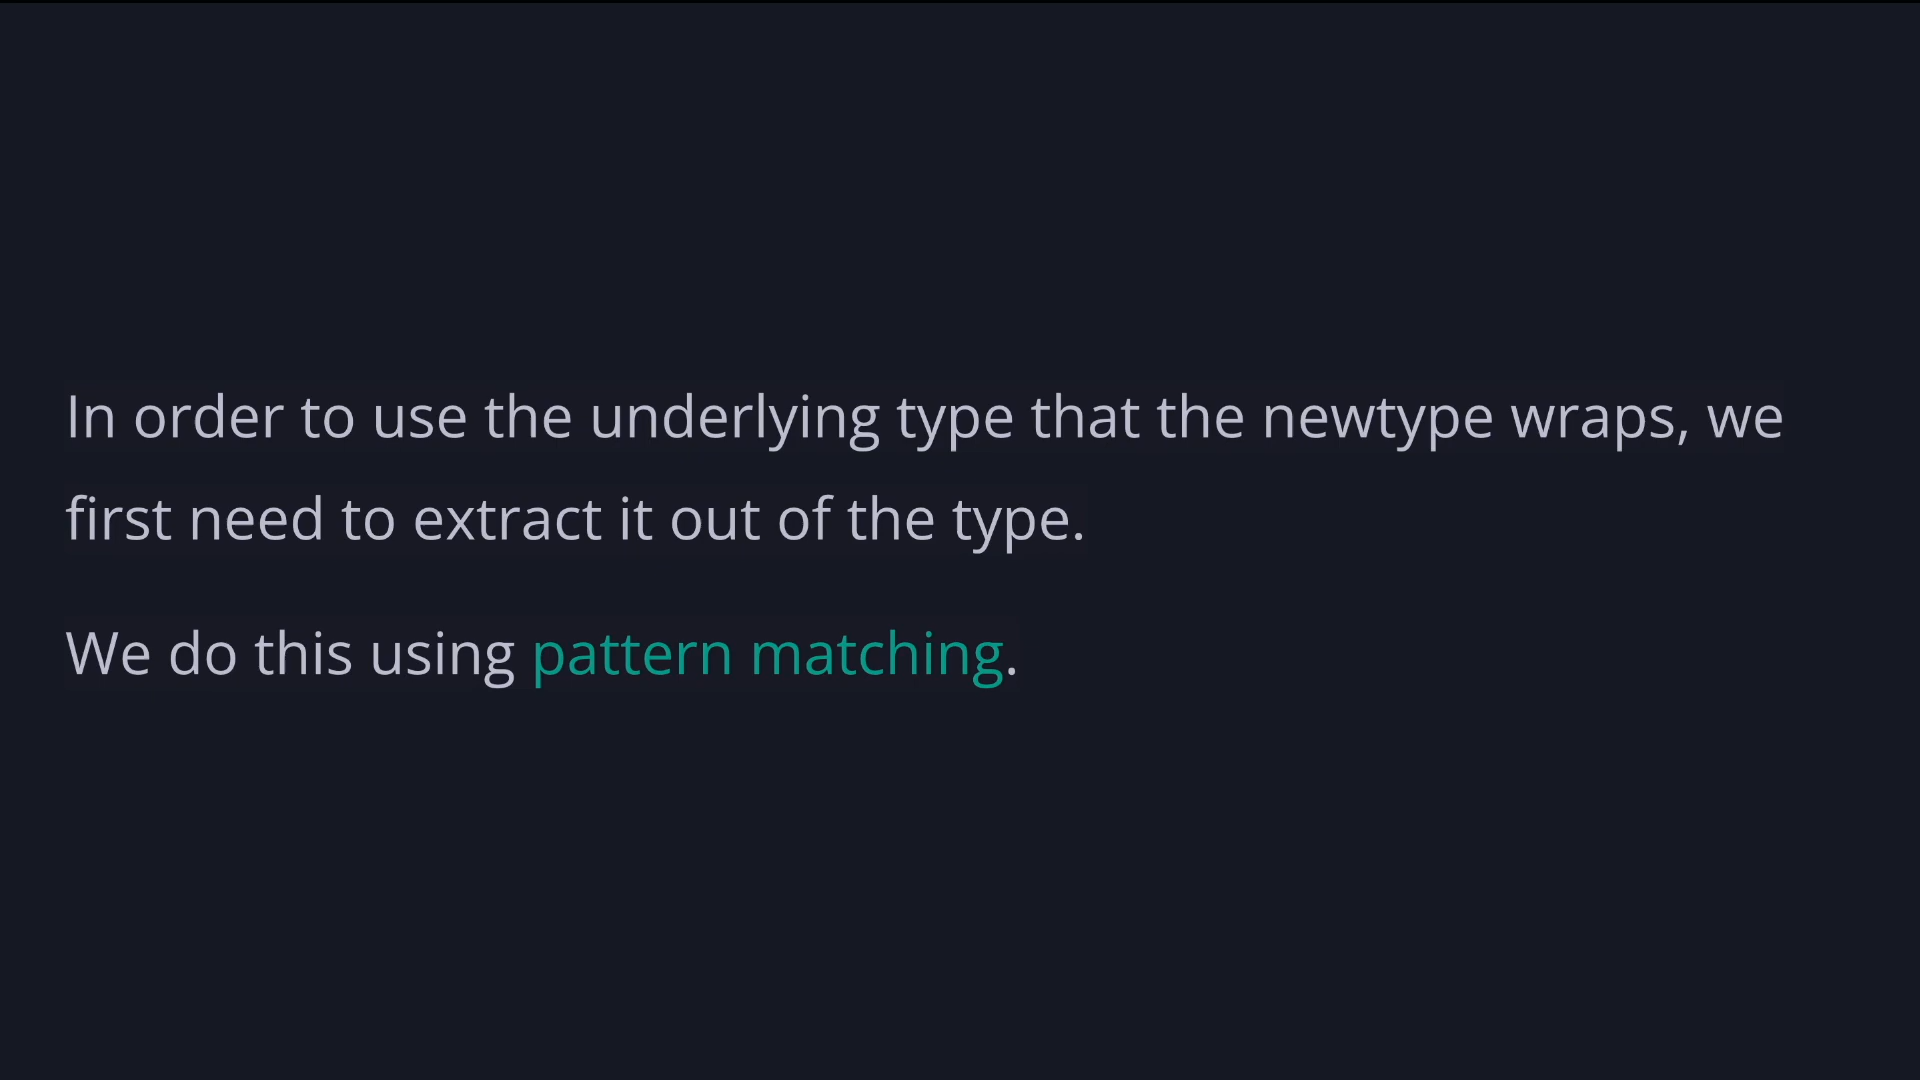 In order to use the underlying type that the newtype wraps, we
first need to extract it out of the type.
We do this using pattern matching.